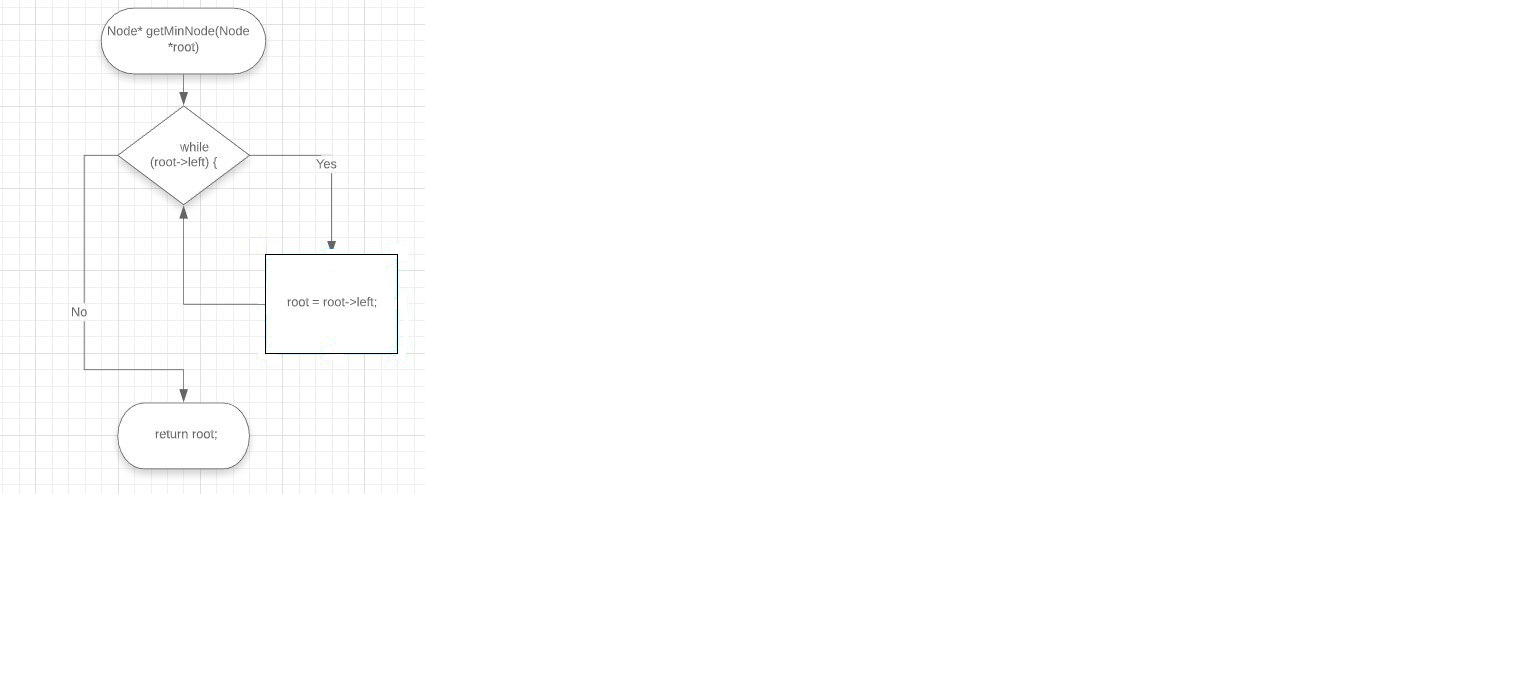 Node* getMinNode(Node
*root)
while
(root->left) {
Yes
root = root->left;
No
return root;